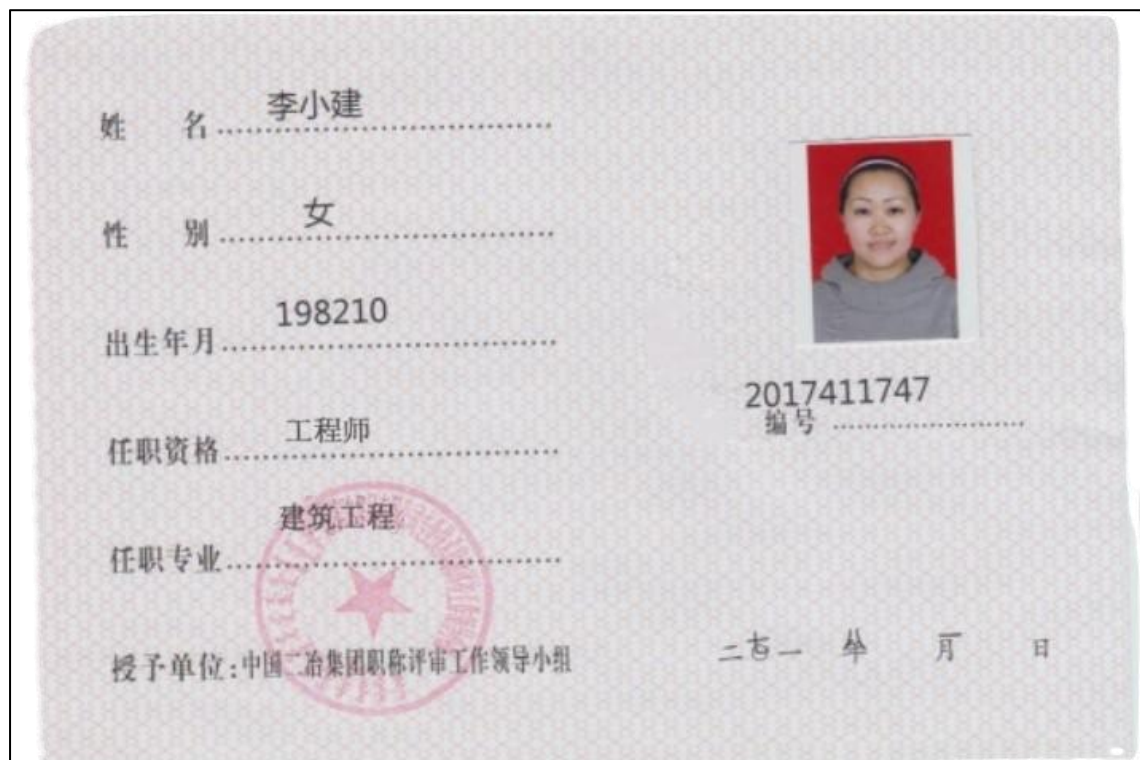 姓 名 李小建
性 别 女
出生年月 198210
任职资格 工程师
任职专业 建筑工程
授予单位:中国二冶集团职称评审工作领导小组
2017411747
编号
二 一 年 月 日